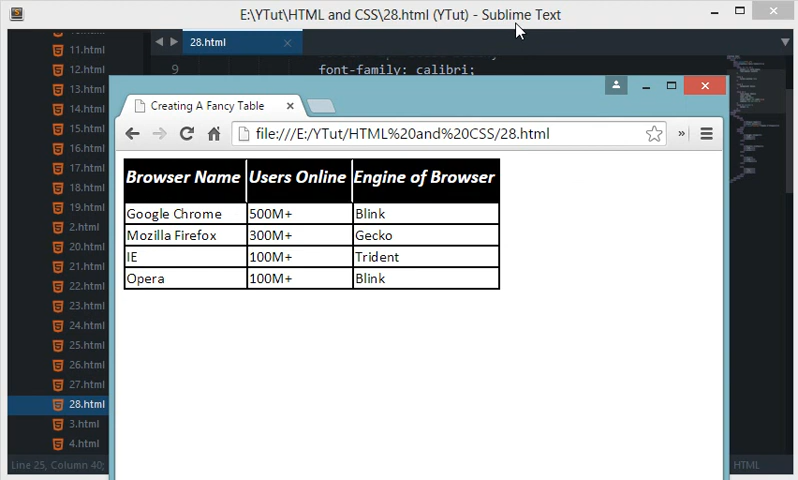 E:\YTut\HTML and CSS\28.html (YTut) - Sublime Text
11.html
12.html
13.html
14.html
15.html
16.html
17.html
18.html
19.html
2.html
20.html
21.html
22.html
23.html
24.html
25.html
26.html
27.html
28.html
3.html
4.html
28.html
9
font-family: calibri;
Creating A Fancy Table
file:///E:/YTut/HTML%20and%20CSS/28.html
Browser Name Users Online Engine of Browser
Google Chrome 500M+ Blink
Mozilla Firefox 300M+ Gecko
IE 100M+ Trident
Opera 100M+ Blink
Line 25, Column 40;
HTML